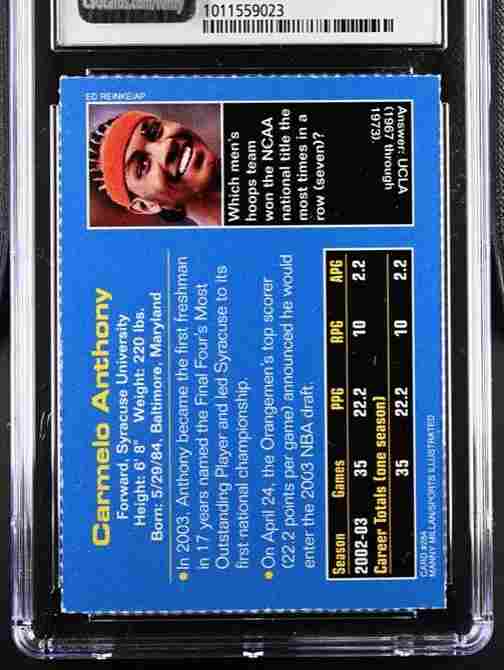 1011559023
Carmelo Anthony
Forward, Syracuse University
Height: 6' 8" Weight: 220 lbs.
Born: 5/29/84, Baltimore, Maryland
• In 2003, Anthony became the first freshman
in 17 years named the Final Four's Most
Outstanding Player and led Syracuse to its
first national championship.
• On April 24, the Orangemen's top scorer
(22.2 points per game) announced he would
enter the 2003 NBA draft.
Season Games PPG RPG APG
2002-03 35 22.2 10 2.2
Career Totals (one season)
35 22.2 10 2.2
CARD #264
MANNY MILLAN/SPORTS ILLUSTRATED
ED REINKE/AP
Which men's
hoops team
won the NCAA
national title the
most times in a
row (seven)?
Answer: UCLA
(1967 through
1973).